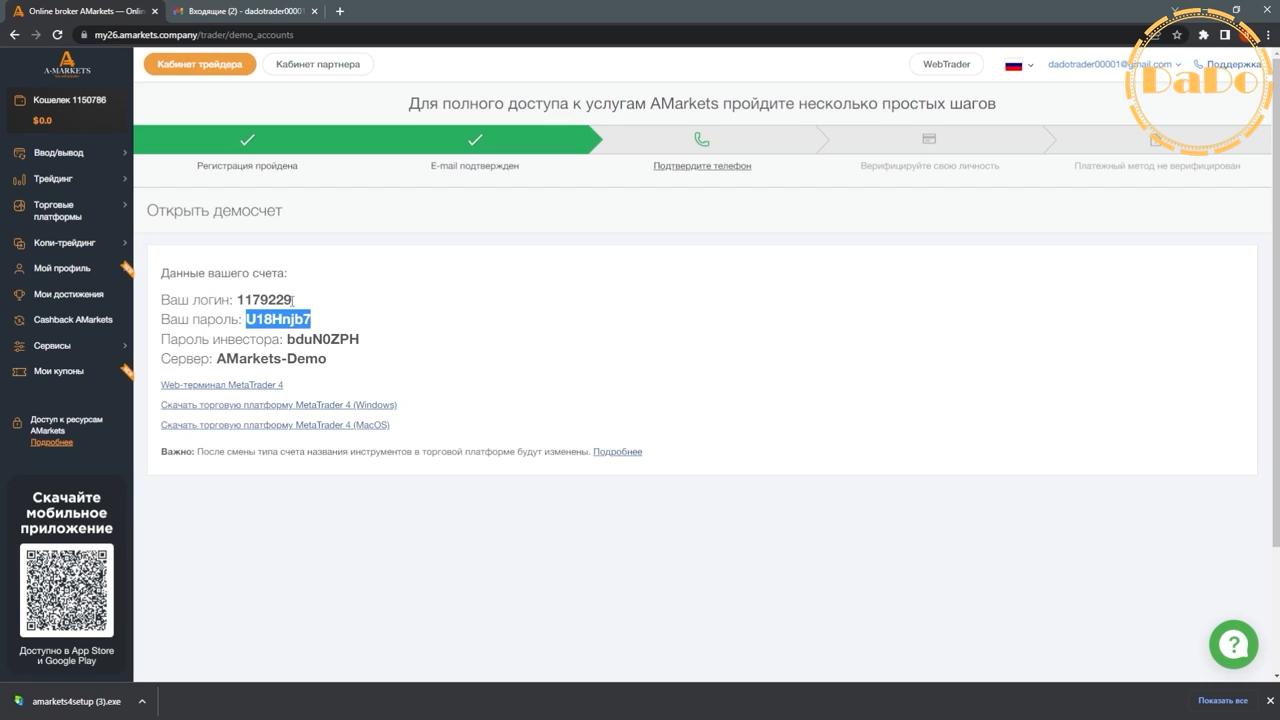 Online broker AMarkets — Onli
Входящие (2) - dadotrader00001
my26.amarkets.company/trader/demo_accounts
A-MARKETS
Кабинет трейдера
Кабинет партнера
WebTrader
dadotrader00001@gmail.com
Поддержка
DaDo
Кошелек 1150786
$0.0
Ввод/вывод
Трейдинг
Торговые
платформы
Копи-трейдинг
Мой профиль
Мои достижения
Cashback AMarkets
Сервисы
Мои купоны
Доступ к ресурсам
AMarkets
Подробнее
Скачайте
мобильное
приложение
Доступно в App Store
и Google Play
Для полного доступа к услугам AMarkets пройдите несколько простых шагов
Регистрация пройдена
E-mail подтвержден
Подтвердите телефон
Верифицируйте свою личность
Платежный метод не верифицирован
Открыть демосчет
Данные вашего счета:
Ваш логин: 1179229
Ваш пароль: U18Hnjb7
Пароль инвестора: bduN0ZPH
Сервер: AMarkets-Demo
Web-терминал MetaTrader 4
Скачать торговую платформу MetaTrader 4 (Windows)
Скачать торговую платформу MetaTrader 4 (MacOS)
Важно: После смены типа счета названия инструментов в торговой платформе будут изменены. Подробнее
amarkets4setup (3).exe
Показать все